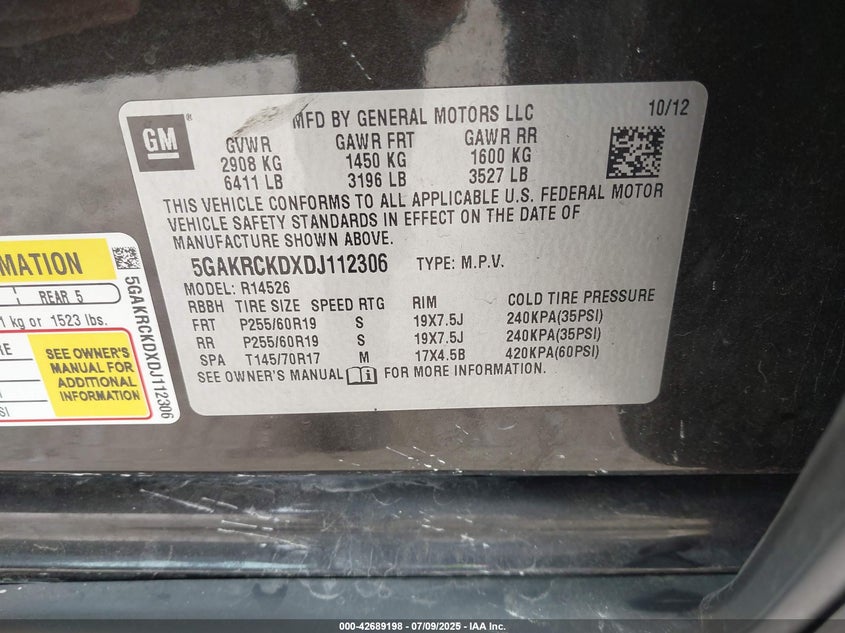 MFD BY GENERAL MOTORS LLC 10/12
GM
GVWR GAWR FRT GAWR RR
2908 KG 1450 KG 1600 KG
6411 LB 3196 LB 3527 LB
THIS VEHICLE CONFORMS TO ALL APPLICABLE U.S. FEDERAL MOTOR
VEHICLE SAFETY STANDARDS IN EFFECT ON THE DATE OF
MANUFACTURE SHOWN ABOVE.
5GAKRCKDXDJ112306 TYPE: M.P.V.
MODEL: R14526
RBBH TIRE SIZE SPEED RTG RIM COLD TIRE PRESSURE
FRT P255/60R19 S 19X7.5J 240KPA(35PSI)
RR P255/60R19 S 19X7.5J 240KPA(35PSI)
SPA T145/70R17 M 17X4.5B 420KPA(60PSI)
SEE OWNER'S MANUAL FOR MORE INFORMATION.
MATION
REAR 5
1 kg or 1523 lbs.
SEE OWNER'S
MANUAL FOR
ADDITIONAL
INFORMATION
5GAKRCKDXDJ112306
000-42689198 - 07/09/2025 - IAA Inc.